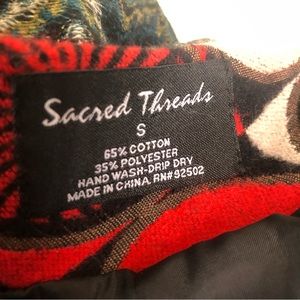 Sacred Threads
S
65% COTTON
35% POLYESTER
HAND WASH-DRIP DRY
MADE IN CHINA RN#92502